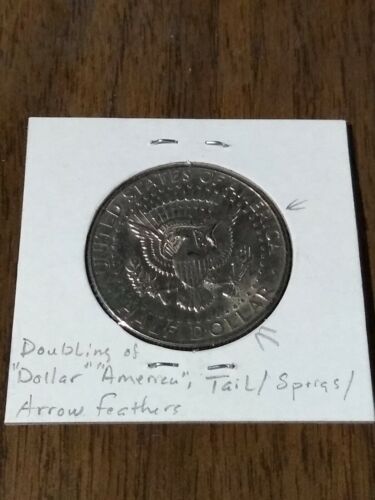 UNITED STATES OF AMERICA
HALF DOLLAR
Doubling of
"Dollar" "America", Tail/ Sprigs/
Arrow Feathers